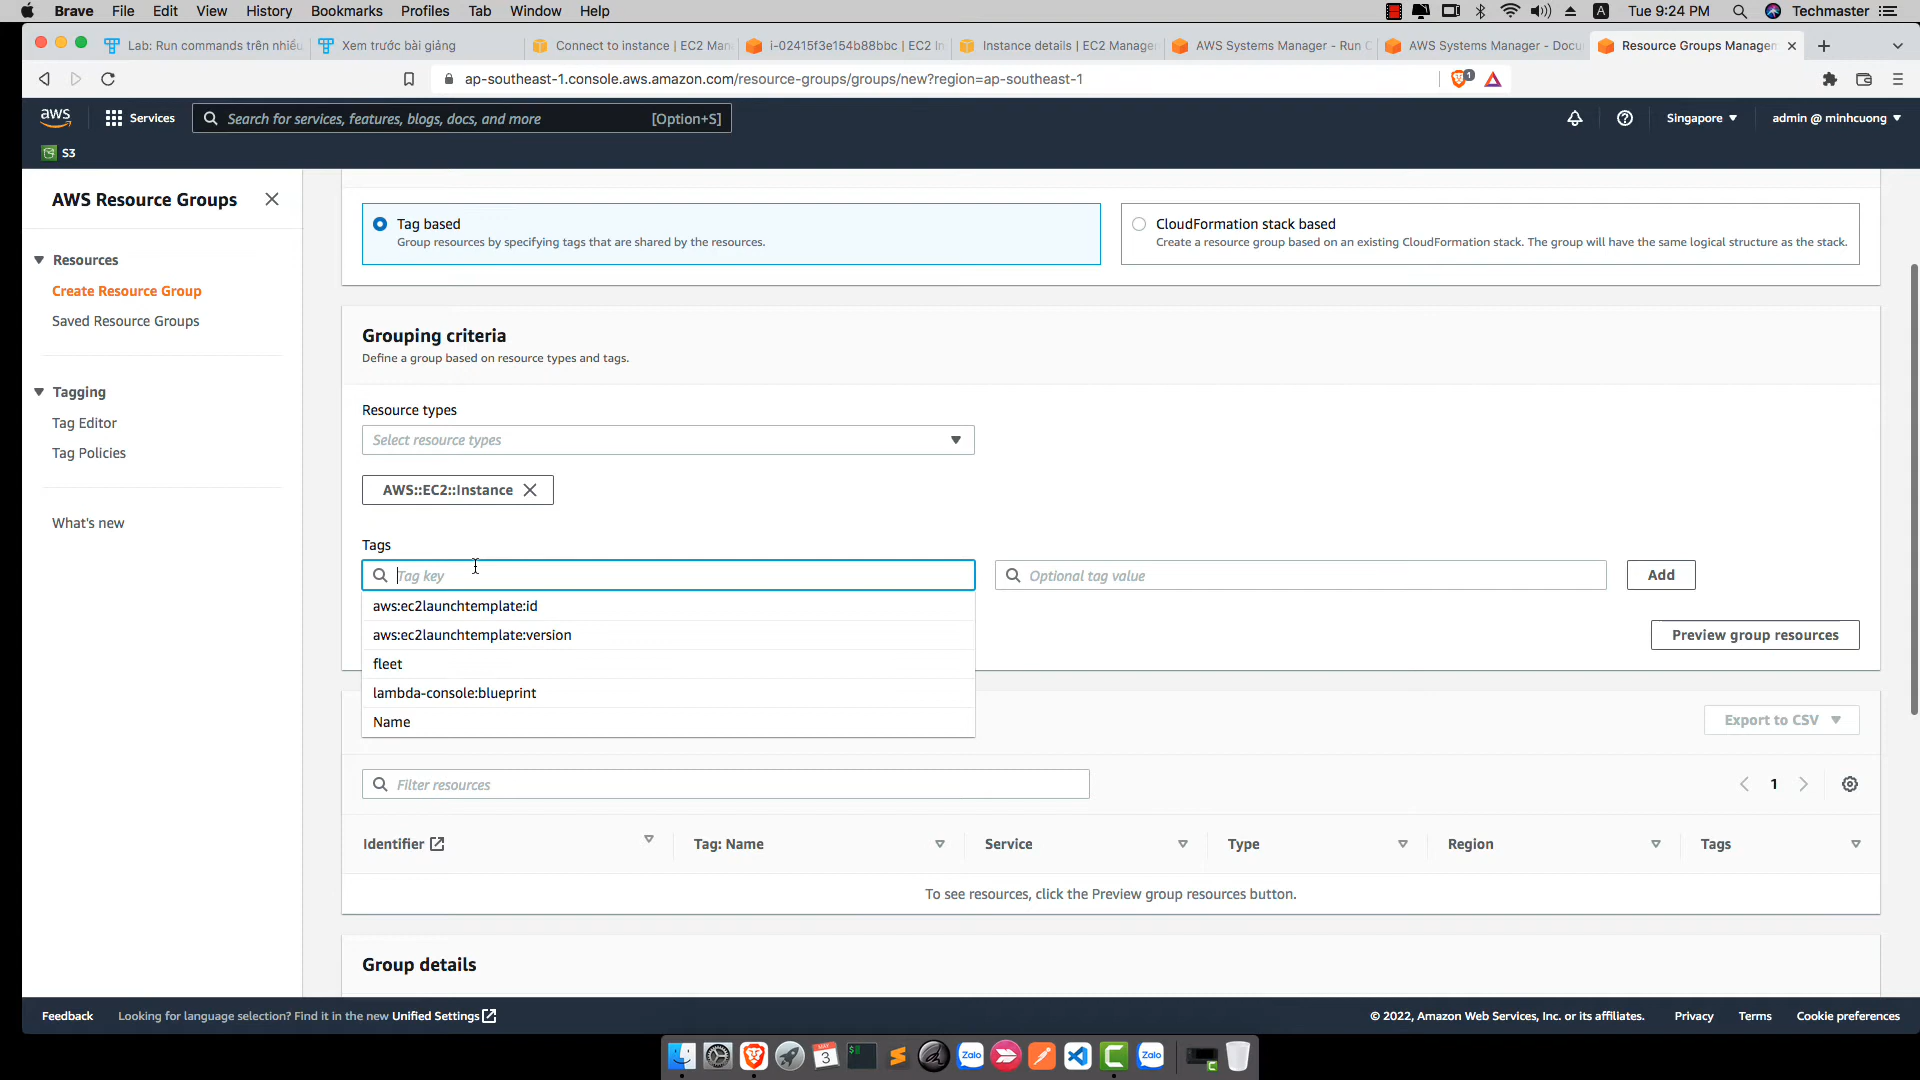 Brave File Edit View History Bookmarks Profiles Tab Window Help
A Tue 9:24 PM Techmaster
Lab: Run commands trên nhiều
Xem trước bài giảng
Connect to instance | EC2 Man
i-02415f3e154b88bbc | EC2 In
Instance details | EC2 Manage
AWS Systems Manager - Run C
AWS Systems Manager - Docu
Resource Groups Managem
ap-southeast-1.console.aws.amazon.com/resource-groups/groups/new?region=ap-southeast-1
1
aws
Services
Search for services, features, blogs, docs, and more [Option+S]
Singapore
admin @ minhcuong
S3
AWS Resource Groups
Resources
Create Resource Group
Saved Resource Groups
Tagging
Tag Editor
Tag Policies
What's new
Tag based
Group resources by specifying tags that are shared by the resources.
CloudFormation stack based
Create a resource group based on an existing CloudFormation stack. The group will have the same logical structure as the stack.
Grouping criteria
Define a group based on resource types and tags.
Resource types
Select resource types
AWS::EC2::Instance
Tags
Tag key
Optional tag value
Add
aws:ec2launchtemplate:id
aws:ec2launchtemplate:version
fleet
lambda-console:blueprint
Name
Preview group resources
Export to CSV
Filter resources
1
Identifier
Tag: Name
Service
Type
Region
Tags
To see resources, click the Preview group resources button.
Group details
Feedback
Looking for language selection? Find it in the new Unified Settings
© 2022, Amazon Web Services, Inc. or its affiliates.
Privacy
Terms
Cookie preferences
MAY
3
$
Zalo
Zalo